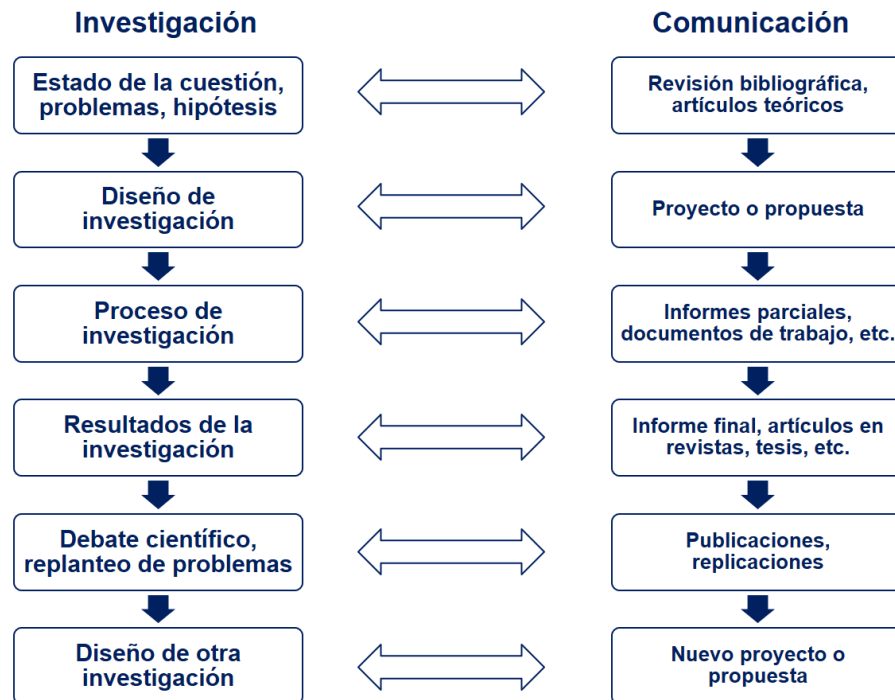 Investigación
Comunicación
Estado de la cuestión,
problemas, hipótesis
Revisión bibliográfica,
artículos teóricos
Diseño de
investigación
Proyecto o propuesta
Proceso de
investigación
Informes parciales,
documentos de trabajo, etc.
Resultados de la
investigación
Informe final, artículos en
revistas, tesis, etc.
Debate científico,
replanteo de problemas
Publicaciones,
replicaciones
Diseño de otra
investigación
Nuevo proyecto o
propuesta